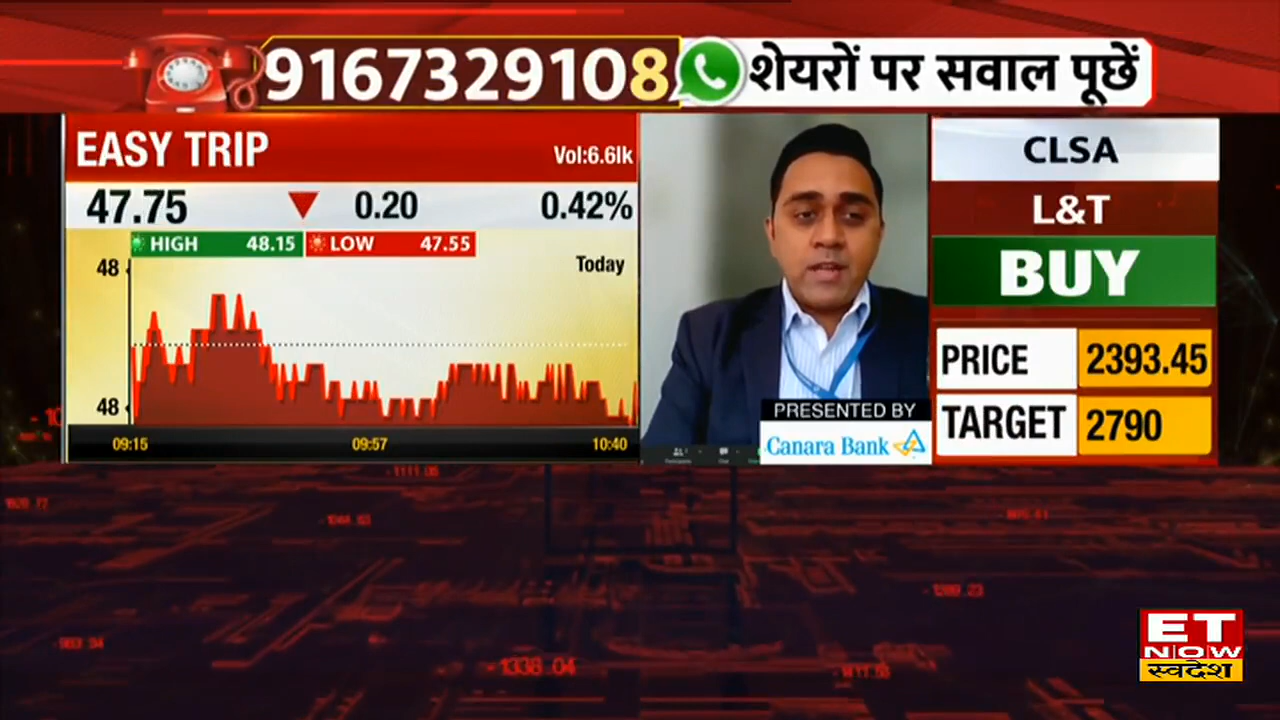 9167329108 शेयरों पर सवाल पूछें
EASY TRIP
Vol:6.6lk
47.75 0.20 0.42%
HIGH 48.15 LOW 47.55
Today
48
48
09:15 09:57 10:40
PRESENTED BY
Canara Bank
CLSA
L&T
BUY
PRICE 2393.45
TARGET 2790
1338.04
ET
NOW
स्वदेश